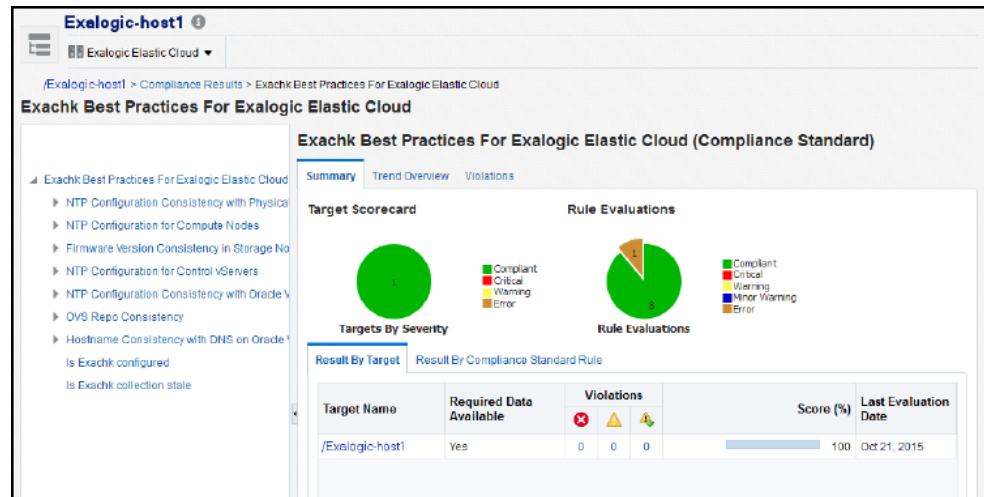 Exalogic-host1
Exalogic Elastic Cloud
/Exalogic-host1 > Compliance Results > Exachk Best Practices For Exalogic Elastic Cloud
Exachk Best Practices For Exalogic Elastic Cloud
Exachk Best Practices For Exalogic Elastic Cloud
NTP Configuration Consistency with Physica
NTP Configuration for Compute Nodes
Firmware Version Consistency in Storage No
NTP Configuration for Control vServers
NTP Configuration Consistency with Oracle V
OVS Repo Consistency
Hostname Consistency with DNS on Oracle
Is Exachk configured
Is Exachk collection stale
Exachk Best Practices For Exalogic Elastic Cloud (Compliance Standard)
Summary Trend Overview Violations
Target Scorecard Rule Evaluations
1
Compliant
Critical
Warning
Error
Targets By Severity
1
8
Compliant
Critical
Warning
Minor Warning
Error
Rule Evaluations
Result By Target Result By Compliance Standard Rule
Target Name Required Data Available Violations Score (%) Last Evaluation Date
/Exalogic-host1 Yes 0 0 0 100 Oct 21, 2015